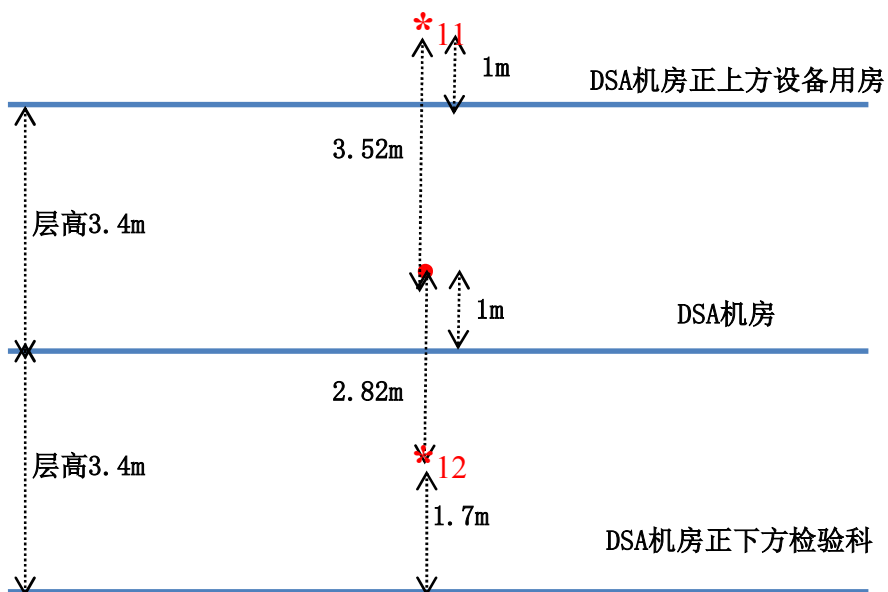 *11
1m
DSA机房正上方设备用房
3.52m
层高3.4m
1m
DSA机房
2.82m
*12
层高3.4m
1.7m
DSA机房正下方检验科